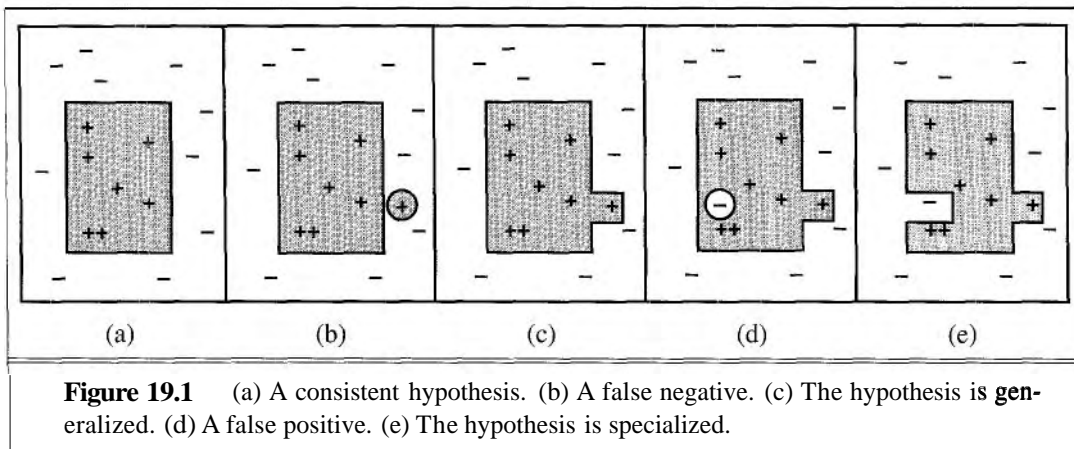 (a) (b) (c) (d) (e)
Figure 19.1 (a) A consistent hypothesis. (b) A false negative. (c) The hypothesis is gen-
eralized. (d) A false positive. (e) The hypothesis is specialized.